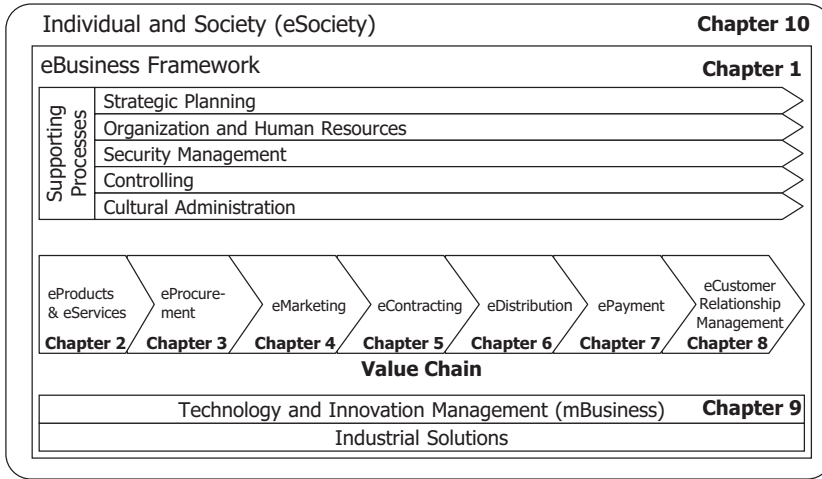 Individual and Society (eSociety) Chapter 10
eBusiness Framework Chapter 1
Supporting
Processes
Strategic Planning
Organization and Human Resources
Security Management
Controlling
Cultural Administration
eProducts
& eServices
Chapter 2
eProcure-
ment
Chapter 3
eMarketing
Chapter 4
eContracting
Chapter 5
eDistribution
Chapter 6
ePayment
Chapter 7
eCustomer
Relationship
Management
Chapter 8
Value Chain
Technology and Innovation Management (mBusiness) Chapter 9
Industrial Solutions